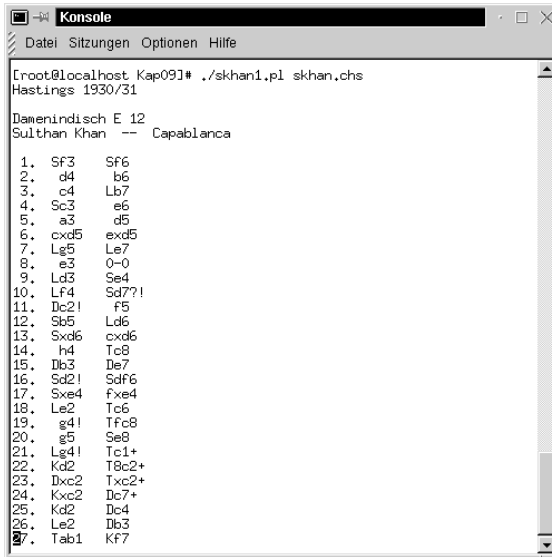 Konsole
Datei Sitzungen Optionen Hilfe
[root@localhost Kap09]# ./skhan1.pl skhan.chs
Hastings 1930/31
Damenindisch E 12
Sulthan Khan -- Capablanca
1. Sf3 Sf6
2. d4 b6
3. c4 Lb7
4. Sc3 e6
5. a3 d5
6. cxd5 exd5
7. Lg5 Le7
8. e3 0-0
9. Ld3 Se4
10. Lf4 Sd7?!
11. Dc2! f5
12. Sb5 Ld6
13. Sxd6 cxd6
14. h4 Tc8
15. Db3 De7
16. Sd2! Sdf6
17. Sxe4 fxe4
18. Le2 Tc6
19. g4! Tfc8
20. g5 Se8
21. Lg4! Tc1+
22. Kd2 T8c2+
23. Dxc2 Txc2+
24. Kxc2 Dc7+
25. Kd2 Dc4
26. Le2 Db3
27. Tab1 Kf7